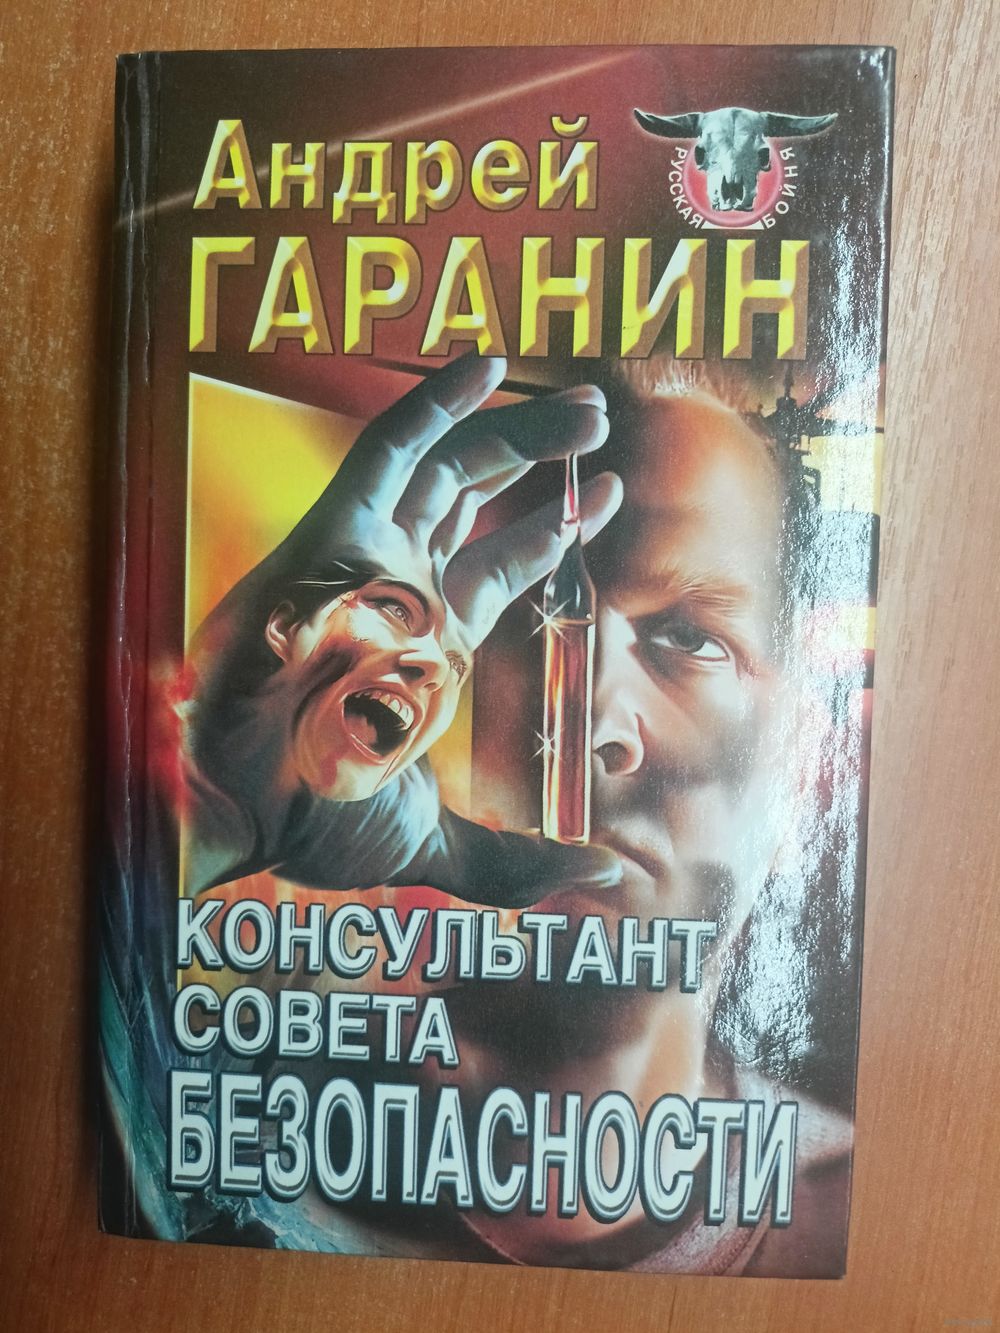 Андрей
ГАРАНИН
РУССКАЯ БОЙНЯ
КОНСУЛЬТАНТ
СОВЕТА
БЕЗОПАСНОСТИ